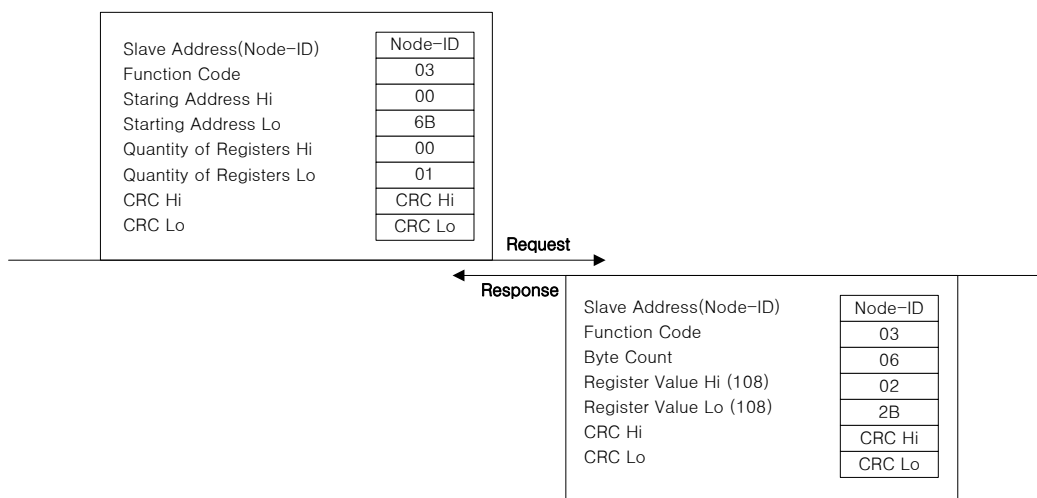 Slave Address(Node-ID) Node-ID
Function Code 03
Staring Address Hi 00
Starting Address Lo 6B
Quantity of Registers Hi 00
Quantity of Registers Lo 01
CRC Hi CRC Hi
CRC Lo CRC Lo
Request
Response
Slave Address(Node-ID) Node-ID
Function Code 03
Byte Count 06
Register Value Hi (108) 02
Register Value Lo (108) 2B
CRC Hi CRC Hi
CRC Lo CRC Lo